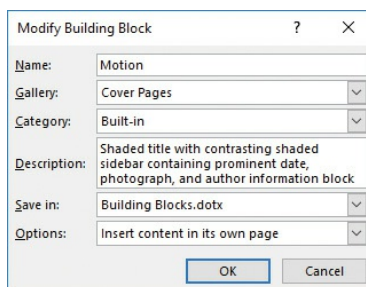 Modify Building Block ? ×
Name: Motion
Gallery: Cover Pages
Category: Built-in
Description: Shaded title with contrasting shaded
sidebar containing prominent date,
photograph, and author information block
Save in: Building Blocks.dotx
Options: Insert content in its own page
OK Cancel